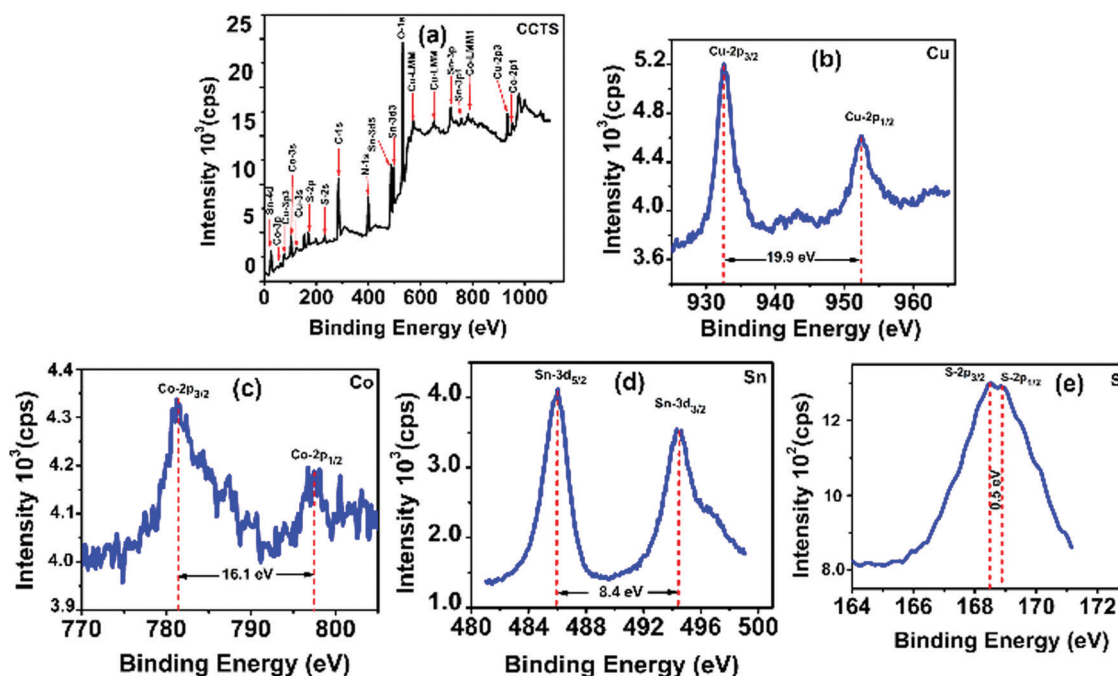 (a)
CCTS
Intensity 10³(cps)
25
20
15
10
5
0
Sn-4d
Co-3p
Cu-3p3
Co-3s
Cu-3s
S-2p
S-2s
C-1s
N-1s
Sn-3d5
Sn-3d3
O-1s
Cu-LMM
Cu-LMM
Sn-3p
Sn-3p1
Co-LMM1
Cu-2p3
Co-2p1
0 200 400 600 800 1000
Binding Energy (eV)
(b)
Cu
Cu-2p3/2
Cu-2p1/2
Intensity 10³(cps)
5.2
4.8
4.4
4.0
3.6
19.9 eV
930 940 950 960
Binding Energy (eV)
(c)
Co
Co-2p3/2
Co-2p1/2
Intensity 10³(cps)
4.4
4.3
4.2
4.1
4.0
3.9
16.1 eV
770 780 790 800
Binding Energy (eV)
(d)
Sn
Sn-3d5/2
Sn-3d3/2
Intensity 10³(cps)
4.0
3.0
2.0
1.0
8.4 eV
480 484 488 492 496 500
Binding Energy (eV)
(e)
S
S-2p3/2 S-2p1/2
Intensity 10²(cps)
12
10
8.0
0.5 eV
164 166 168 170 172
Binding Energy (eV)